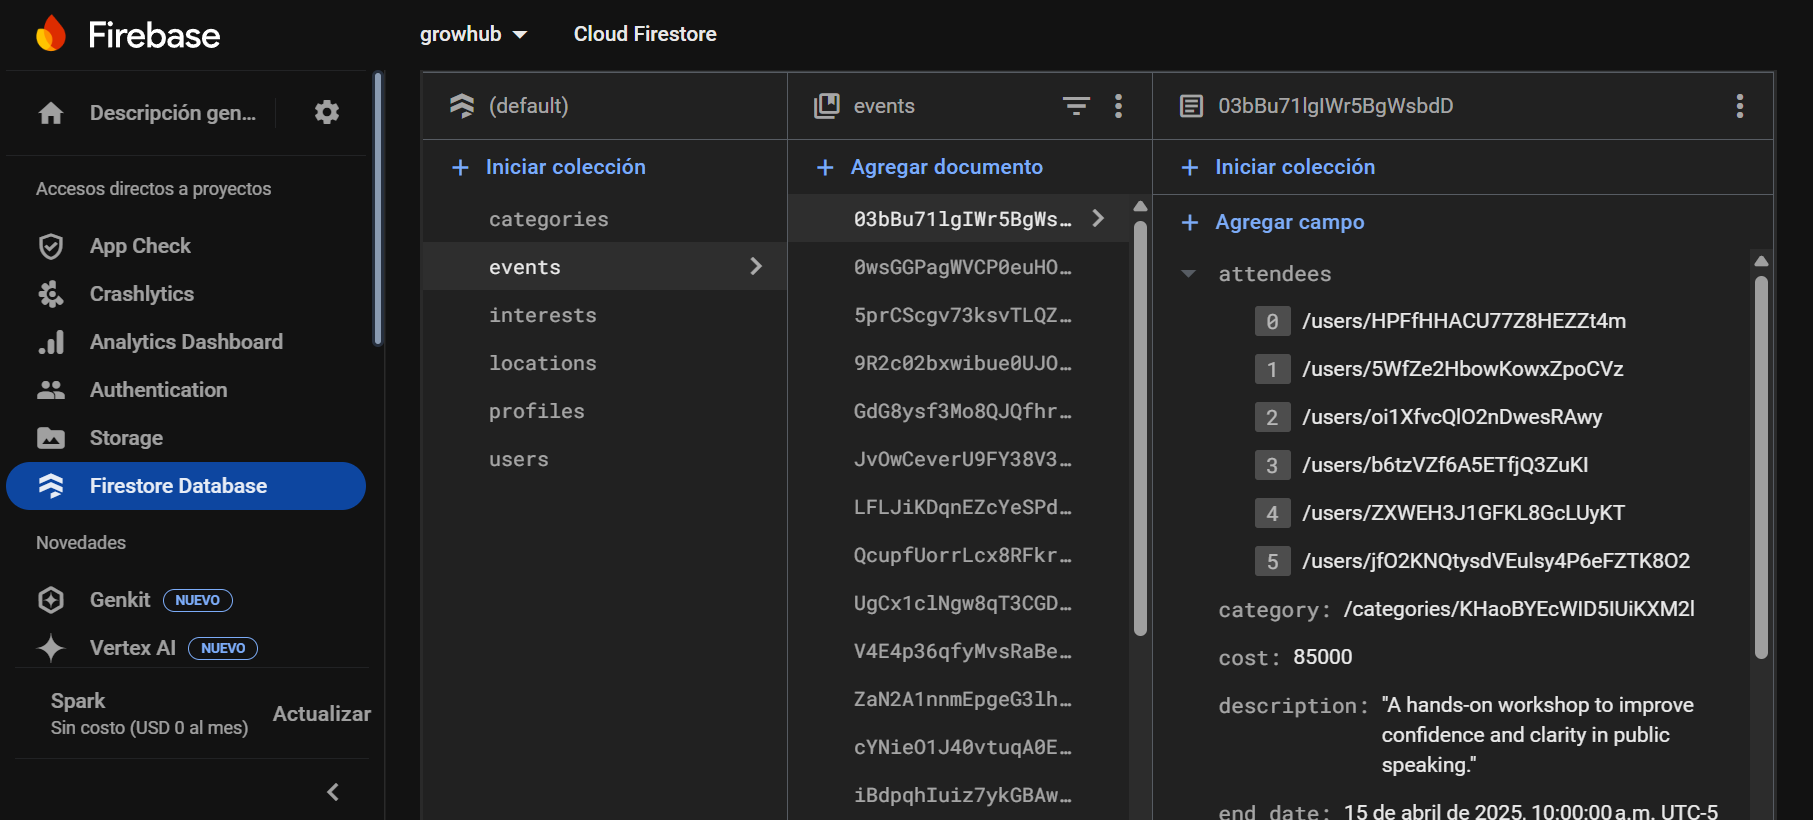 Firebase
growhub
Cloud Firestore
Descripción gen...
Accesos directos a proyectos
App Check
Crashlytics
Analytics Dashboard
Authentication
Storage
Firestore Database
Novedades
Genkit NUEVO
Vertex AI NUEVO
Spark
Sin costo (USD 0 al mes)
Actualizar
(default)
+ Iniciar colección
categories
events
interests
locations
profiles
users
events
+ Agregar documento
03bBu71lgIWr5BgWs...
0wsGGPagWVCP0euHO...
5prCScgv73ksvTLQZ...
9R2c02bxwibue0UJO...
GdG8ysf3Mo8QJQfhr...
JvOwCeverU9FY38V3...
LFLJiKDqnEZcYeSPd...
QcupfUorrLcx8RFkr...
UgCx1clNgw8qT3CGD...
V4E4p36qfyMvsRaBe...
ZaN2A1nnmEpgeG3lh...
cYNieO1J40vtuqA0E...
iBdpqhIuiz7ykGBAw...
03bBu71lgIWr5BgWsbdD
+ Iniciar colección
+ Agregar campo
attendees
0 /users/HPFfHHACU77Z8HEZZt4m
1 /users/5WfZe2HbowKowxZpoCVz
2 /users/oi1XfvcQlO2nDwesRAwy
3 /users/b6tzVZf6A5ETfjQ3ZuKI
4 /users/ZXWEH3J1GFKL8GcLUyKT
5 /users/jfO2KNQtysdVEulsy4P6eFZTK8O2
category: /categories/KHaoBYEcWID5IUiKXM2l
cost: 85000
description: "A hands-on workshop to improve
confidence and clarity in public
speaking."
end_date: 15 de abril de 2025, 10:00:00 a.m. UTC-5